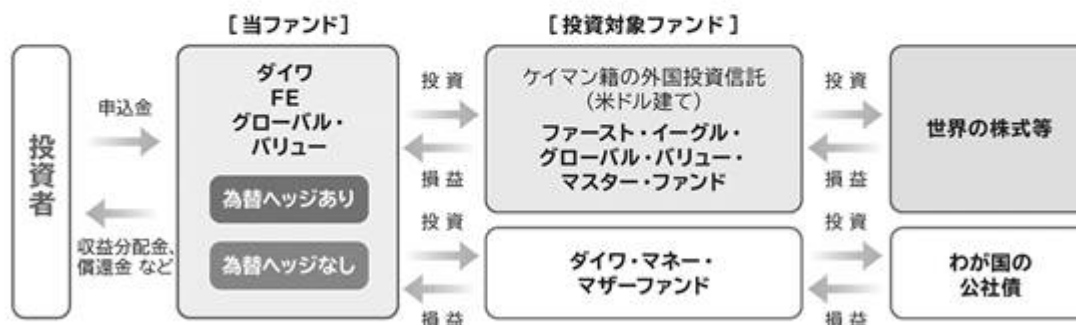 [当ファンド]
[投資対象ファンド]
投資者
申込金
収益分配金、
償還金 など
ダイワ
FE
グローバル・
バリュー
為替ヘッジあり
為替ヘッジなし
投 資
損 益
投 資
損 益
ケイマン籍の外国投資信託
（米ドル建て）
ファースト・イーグル・
グローバル・バリュー・
マスター・ファンド
ダイワ・マネー・
マザーファンド
投 資
損 益
投 資
損 益
世界の株式等
わが国の
公社債